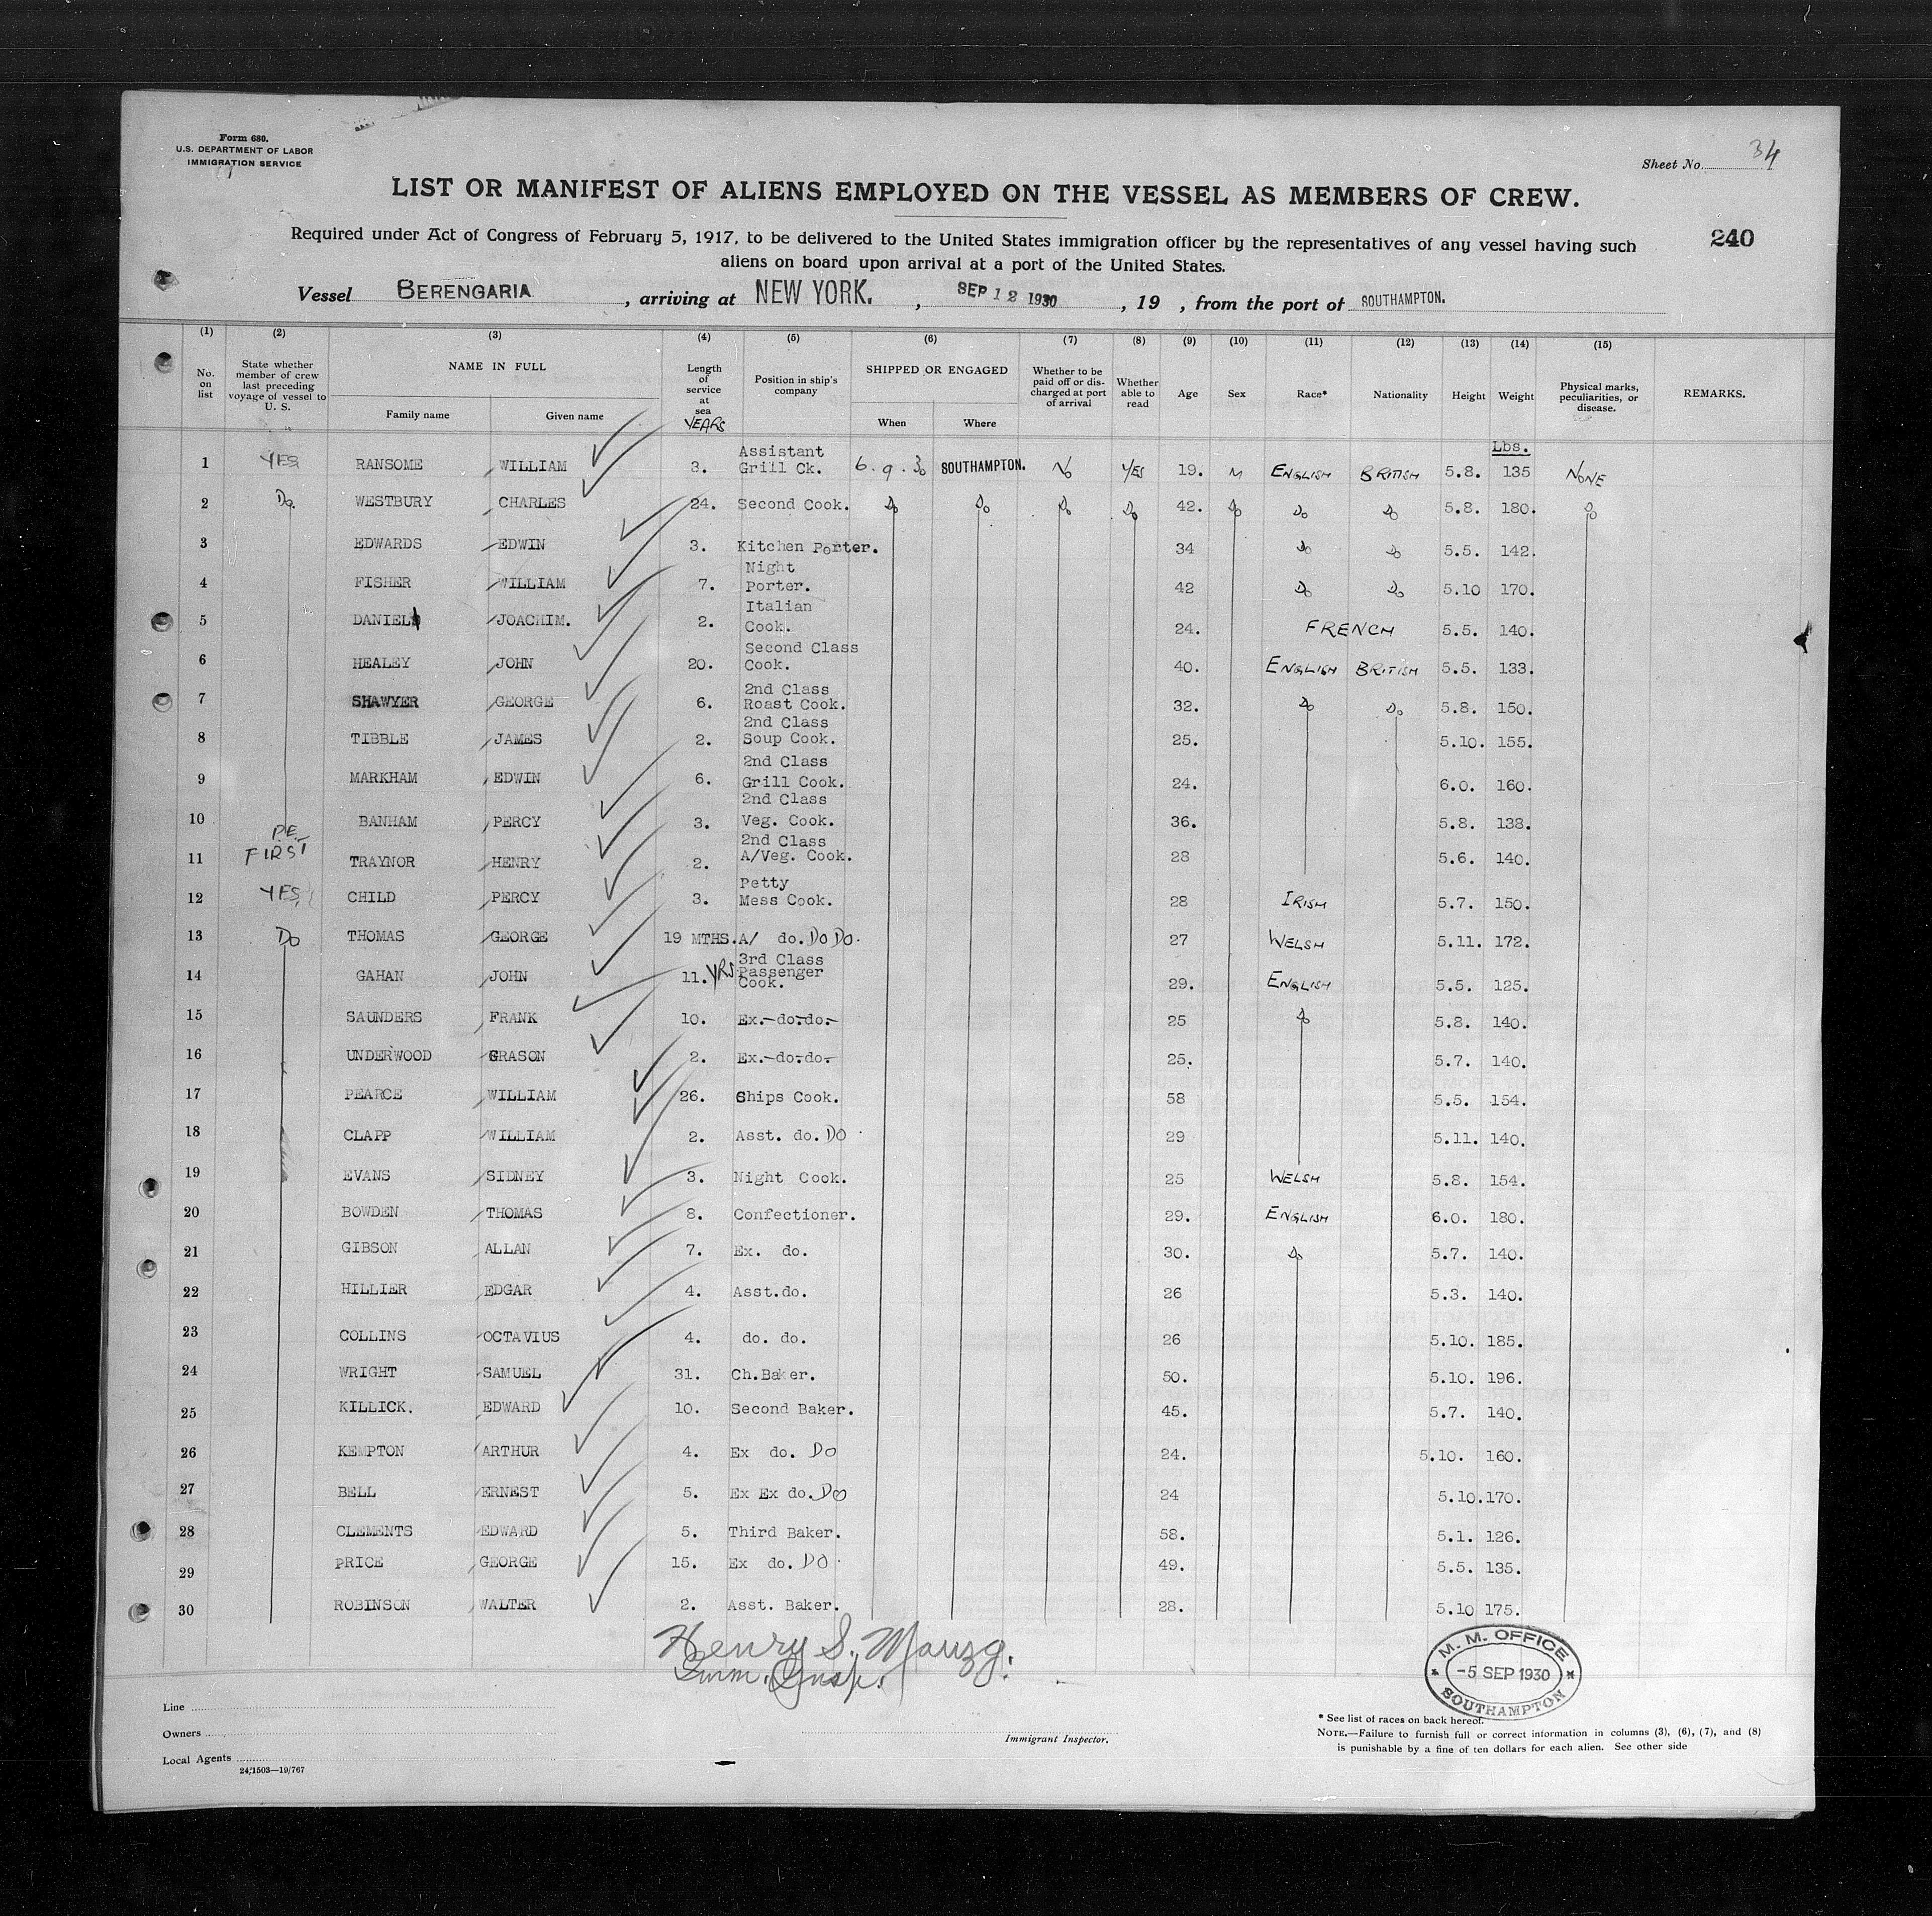 Form 680.
U.S. DEPARTMENT OF LABOR
IMMIGRATION SERVICE
Sheet No. 34
LIST OR MANIFEST OF ALIENS EMPLOYED ON THE VESSEL AS MEMBERS OF CREW.
240
Required under Act of Congress of February 5, 1917, to be delivered to the United States immigration officer by the representatives of any vessel having such
aliens on board upon arrival at a port of the United States.
Vessel BERENGARIA, arriving at NEW YORK., SEP 12 1930, 19 , from the port of SOUTHAMPTON.
(1) (2) (3) (4) (5) (6) (7) (8) (9) (10) (11) (12) (13) (14) (15)
No. on list | State whether member of crew last preceding voyage of vessel to U. S. | NAME IN FULL Family name Given name | Length of service at sea YEARS | Position in ship's company | SHIPPED OR ENGAGED When Where | Whether to be paid off or discharged at port of arrival | Whether able to read | Age | Sex | Race* | Nationality | Height | Weight | Physical marks, peculiarities, or disease. | REMARKS.
Lbs.
1 YES RANSOME WILLIAM 3. Assistant Grill Ck. 6.9.30 SOUTHAMPTON. No YES 19. M ENGLISH BRITISH 5.8. 135 NONE
2 Do. WESTBURY CHARLES 24. Second Cook. Do Do Do Do 42. Do Do Do 5.8. 180. Do
3 EDWARDS EDWIN 3. Kitchen Porter. 34 Do Do 5.5. 142.
4 FISHER WILLIAM 7. Night Porter. 42 Do Do 5.10 170.
5 DANIEL JOACHIM. 2. Italian Cook. 24. FRENCH 5.5. 140.
6 HEALEY JOHN 20. Second Class Cook. 40. ENGLISH BRITISH 5.5. 133.
7 SHAWYER GEORGE 6. 2nd Class Roast Cook. 32. Do Do. 5.8. 150.
8 TIBBLE JAMES 2. 2nd Class Soup Cook. 25. 5.10. 155.
9 MARKHAM EDWIN 6. 2nd Class Grill Cook. 24. 6.0. 160.
10 BANHAM PERCY 3. 2nd Class Veg. Cook. 36. 5.8. 138.
11 FIRST TRAYNOR HENRY 2. 2nd Class A/Veg. Cook. 28 5.6. 140.
12 YES CHILD PERCY 3. Petty Mess Cook. 28 IRISH 5.7. 150.
13 Do THOMAS GEORGE 19 MTHS. A/ do. DO DO. 27 WELSH 5.11. 172.
14 GAHAN JOHN 11. YRS 3rd Class Passenger Cook. 29. ENGLISH 5.5. 125.
15 SAUNDERS FRANK 10. Ex.-do-do.- 25 Do 5.8. 140.
16 UNDERWOOD GRASON 2. Ex.-do-do- 25. 5.7. 140.
17 PEARCE WILLIAM 26. Ships Cook. 58 5.5. 154.
18 CLAPP WILLIAM 2. Asst. do. DO 29 5.11. 140.
19 EVANS SIDNEY 3. Night Cook. 25 WELSH 5.8. 154.
20 BOWDEN THOMAS 8. Confectioner. 29. ENGLISH 6.0. 180.
21 GIBSON ALLAN 7. Ex. do. 30. Do 5.7. 140.
22 HILLIER EDGAR 4. Asst.do. 26 5.3. 140.
23 COLLINS OCTAVIUS 4. do. do. 26 5.10. 185.
24 WRIGHT SAMUEL 31. Ch.Baker. 50. 5.10. 196.
25 KILLICK. EDWARD 10. Second Baker. 45. 5.7. 140.
26 KEMPTON ARTHUR 4. Ex do. Do 24. 5.10. 160.
27 BELL ERNEST 5. Ex Ex do. Do 24 5.10. 170.
28 CLEMENTS EDWARD 5. Third Baker. 58. 5.1. 126.
29 PRICE GEORGE 15. Ex do. DO 49. 5.5. 135.
30 ROBINSON WALTER 2. Asst. Baker. 28. 5.10 175.
Henry S.
Imm. Insp.
M. M. OFFICE
-5 SEP 1930
SOUTHAMPTON
Line
Owners
Local Agents
24/1503—19/767
Immigrant Inspector.
* See list of races on back hereof.
NOTE.—Failure to furnish full or correct information in columns (3), (6), (7), and (8)
is punishable by a fine of ten dollars for each alien. See other side